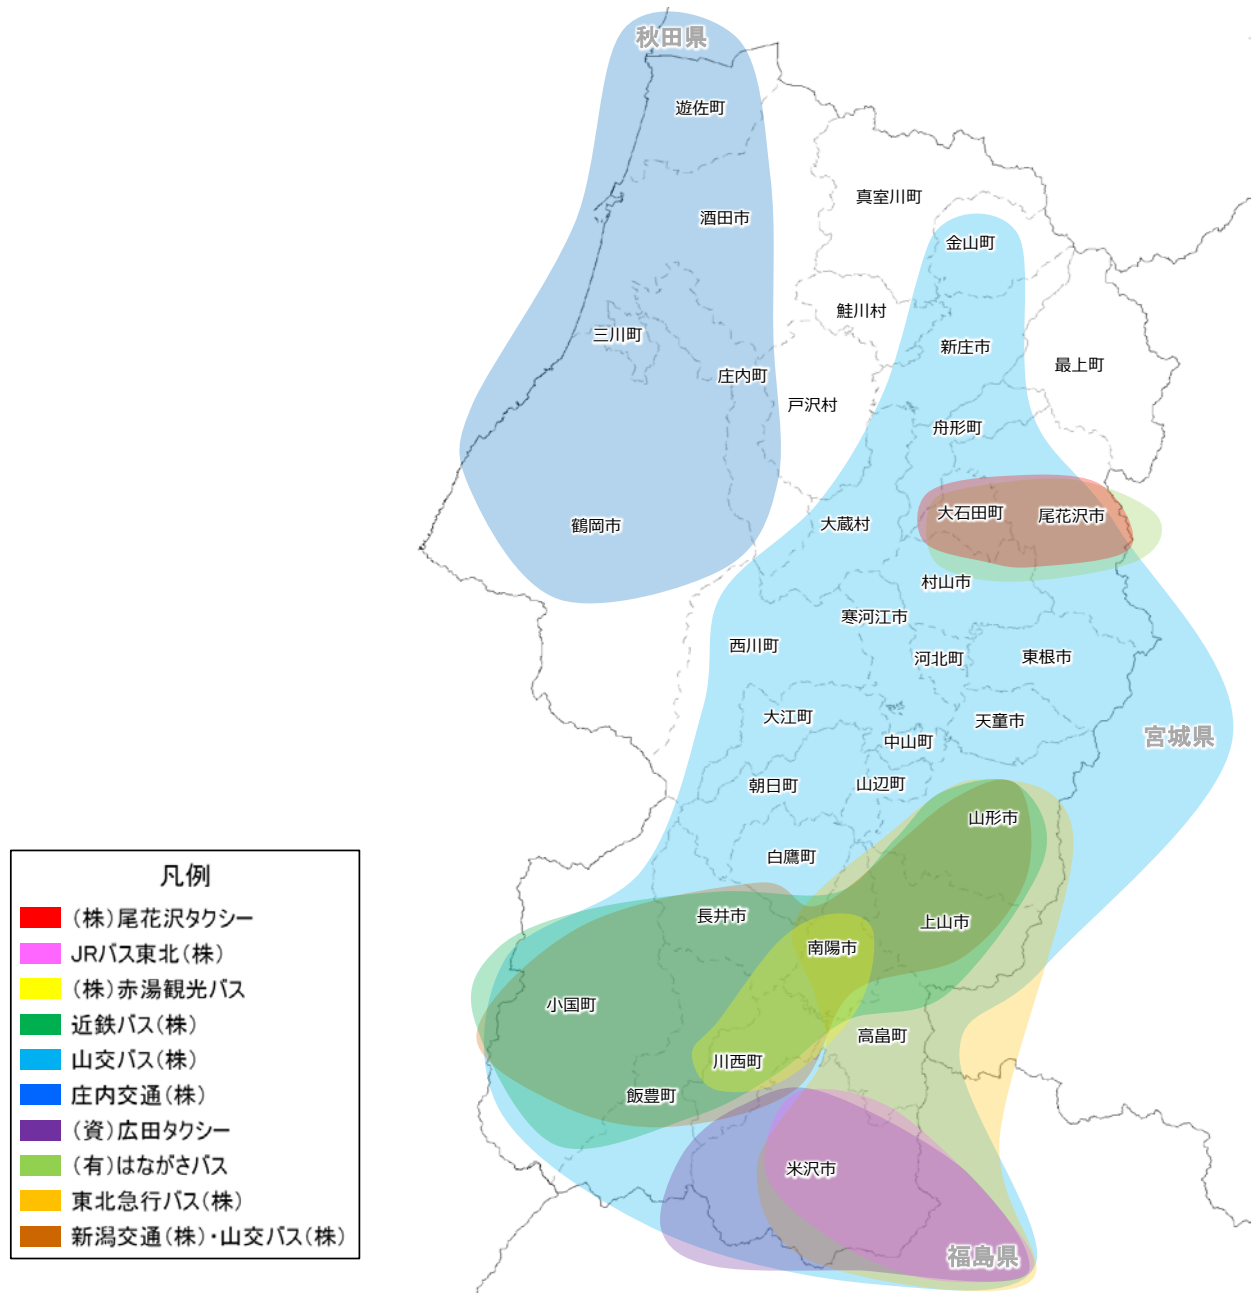 秋田県
遊佐町
真室川町
酒田市
金山町
鮭川村
三川町
新庄市
最上町
庄内町
戸沢村
舟形町
大石田町
尾花沢市
鶴岡市
大蔵村
村山市
寒河江市
西川町
河北町
東根市
大江町
天童市
中山町
宮城県
朝日町
山辺町
山形市
白鷹町
長井市
上山市
南陽市
小国町
高畠町
川西町
飯豊町
米沢市
福島県
凡例
(株)尾花沢タクシー
JRバス東北(株)
(株)赤湯観光バス
近鉄バス(株)
山交バス(株)
庄内交通(株)
(資)広田タクシー
(有)はながさバス
東北急行バス(株)
新潟交通(株)・山交バス(株)